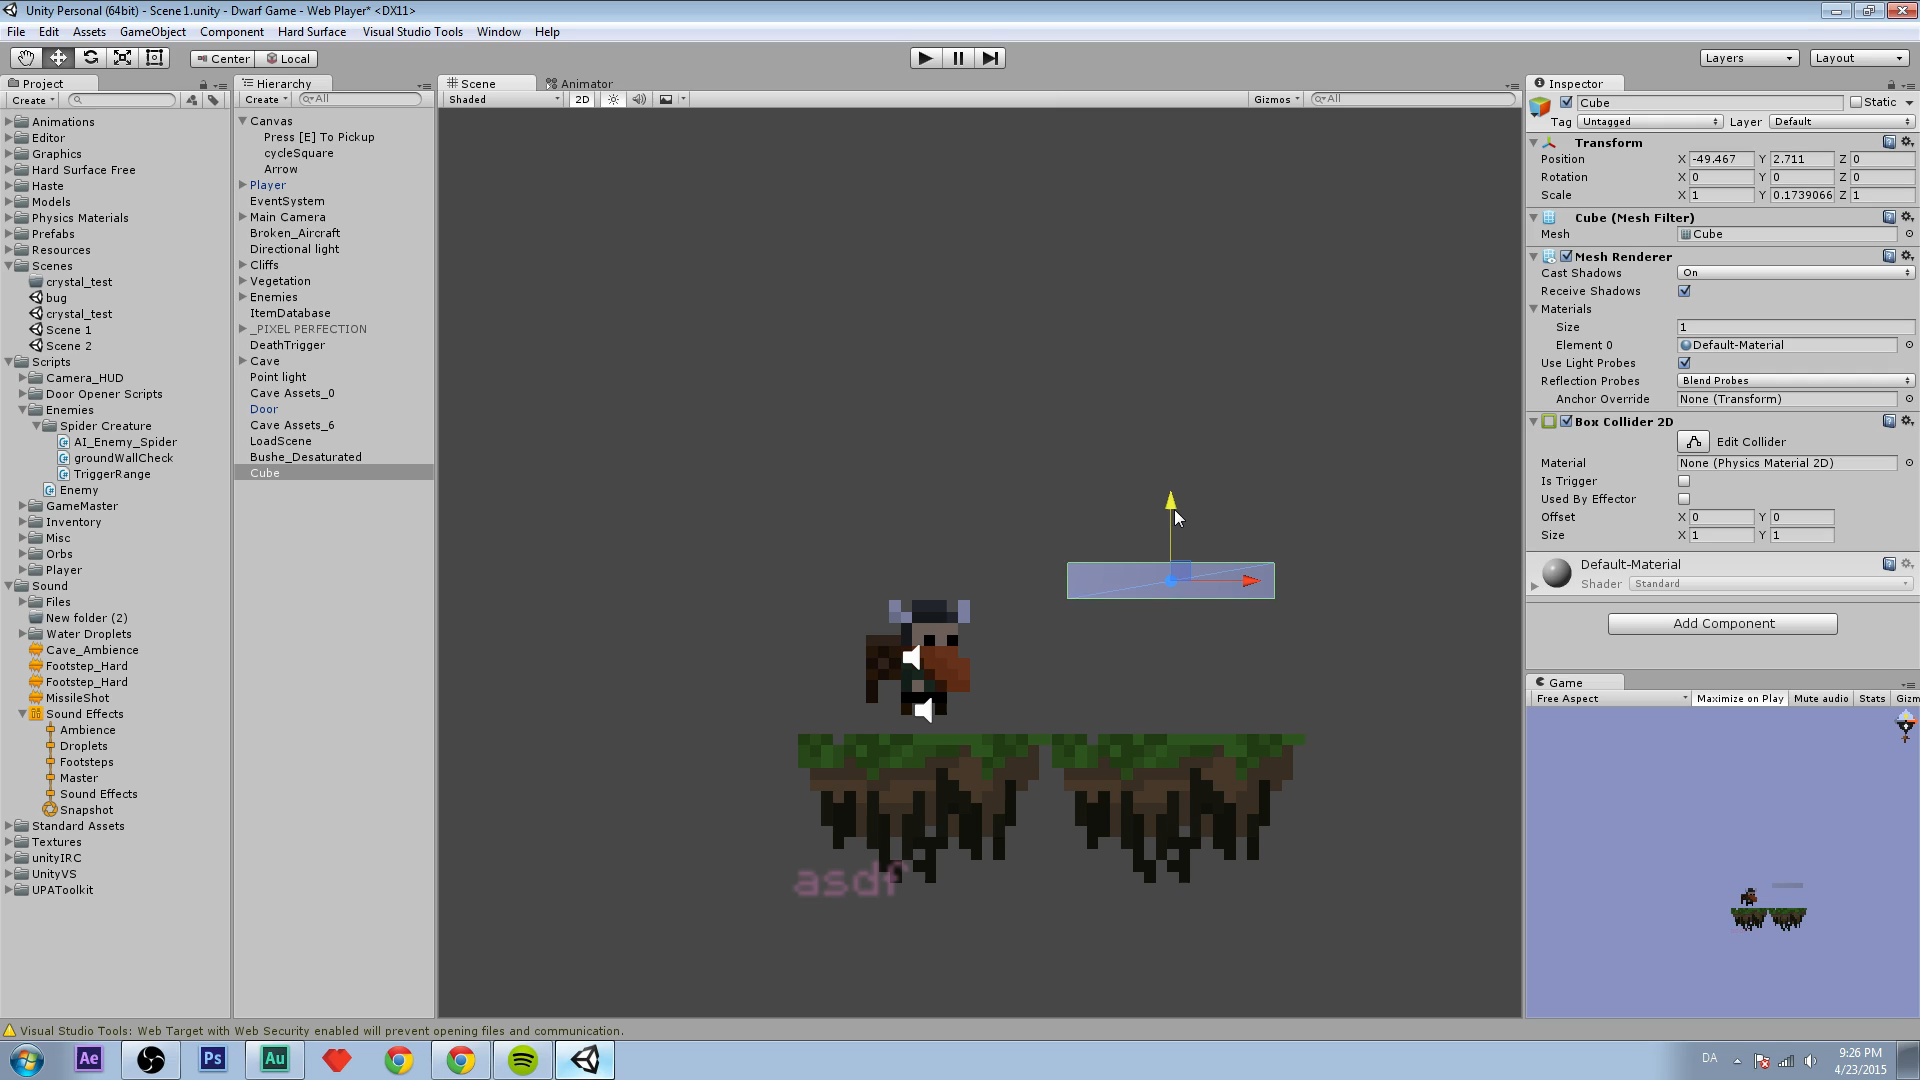 Unity Personal (64bit) - Scene 1.unity - Dwarf Game - Web Player* <DX11>
File Edit Assets GameObject Component Hard Surface Visual Studio Tools Window Help
Center Local Layers Layout
Project
Create
Animations
Editor
Graphics
Hard Surface Free
Haste
Models
Physics Materials
Prefabs
Resources
Scenes
crystal_test
bug
crystal_test
Scene 1
Scene 2
Scripts
Camera_HUD
Door Opener Scripts
Enemies
Spider Creature
AI_Enemy_Spider
groundWallCheck
TriggerRange
Enemy
GameMaster
Inventory
Misc
Orbs
Player
Sound
Files
New folder (2)
Water Droplets
Cave_Ambience
Footstep_Hard
Footstep_Hard
MissileShot
Sound Effects
Ambience
Droplets
Footsteps
Master
Sound Effects
Snapshot
Standard Assets
Textures
unityIRC
UnityVS
UPAToolkit
Hierarchy
Create All
Canvas
Press [E] To Pickup
cycleSquare
Arrow
Player
EventSystem
Main Camera
Broken_Aircraft
Directional light
Cliffs
Vegetation
Enemies
ItemDatabase
_PIXEL PERFECTION
DeathTrigger
Cave
Point light
Cave Assets_0
Door
Cave Assets_6
LoadScene
Bushe_Desaturated
Cube
Scene Animator
Shaded 2D Gizmos All
asdf
Inspector
Cube Static
Tag Untagged Layer Default
Transform
Position X -49.467 Y 2.711 Z 0
Rotation X 0 Y 0 Z 0
Scale X 1 Y 0.1739066 Z 1
Cube (Mesh Filter)
Mesh Cube
Mesh Renderer
Cast Shadows On
Receive Shadows
Materials
Size 1
Element 0 Default-Material
Use Light Probes
Reflection Probes Blend Probes
Anchor Override None (Transform)
Box Collider 2D
Edit Collider
Material None (Physics Material 2D)
Is Trigger
Used By Effector
Offset X 0 Y 0
Size X 1 Y 1
Default-Material
Shader Standard
Add Component
Game
Free Aspect Maximize on Play Mute audio Stats Gizm
Visual Studio Tools: Web Target with Web Security enabled will prevent opening files and communication.
Ae Ps Au
DA
9:26 PM
4/23/2015